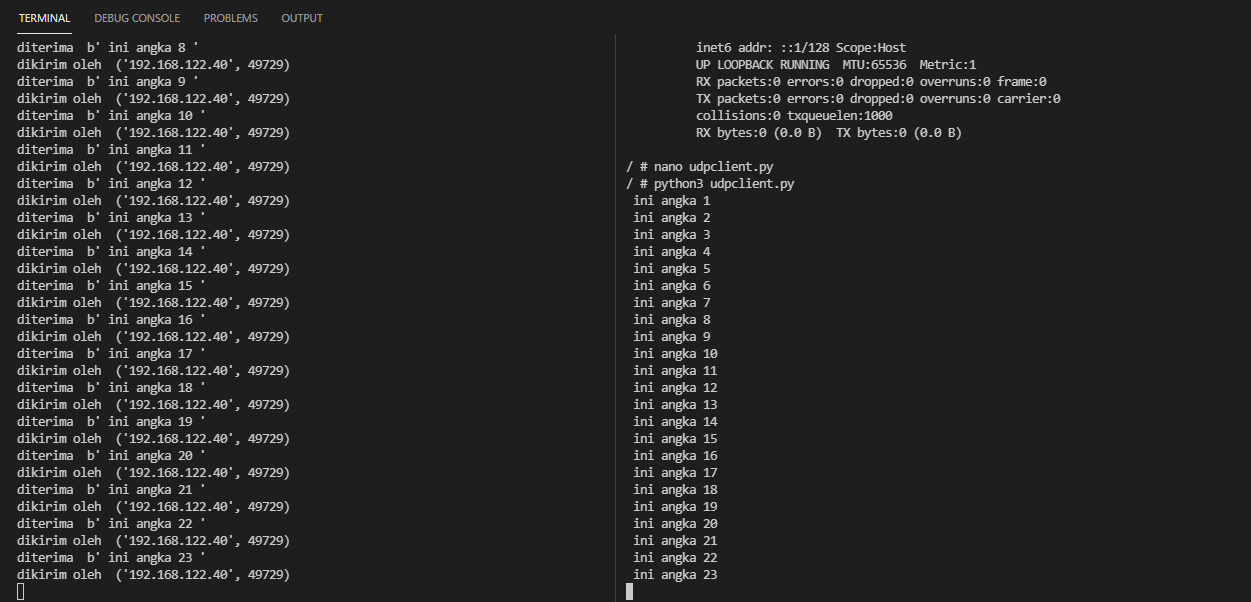 TERMINAL DEBUG CONSOLE PROBLEMS OUTPUT
diterima  b' ini angka 8 '
dikirim oleh  ('192.168.122.40', 49729)
diterima  b' ini angka 9 '
dikirim oleh  ('192.168.122.40', 49729)
diterima  b' ini angka 10 '
dikirim oleh  ('192.168.122.40', 49729)
diterima  b' ini angka 11 '
dikirim oleh  ('192.168.122.40', 49729)
diterima  b' ini angka 12 '
dikirim oleh  ('192.168.122.40', 49729)
diterima  b' ini angka 13 '
dikirim oleh  ('192.168.122.40', 49729)
diterima  b' ini angka 14 '
dikirim oleh  ('192.168.122.40', 49729)
diterima  b' ini angka 15 '
dikirim oleh  ('192.168.122.40', 49729)
diterima  b' ini angka 16 '
dikirim oleh  ('192.168.122.40', 49729)
diterima  b' ini angka 17 '
dikirim oleh  ('192.168.122.40', 49729)
diterima  b' ini angka 18 '
dikirim oleh  ('192.168.122.40', 49729)
diterima  b' ini angka 19 '
dikirim oleh  ('192.168.122.40', 49729)
diterima  b' ini angka 20 '
dikirim oleh  ('192.168.122.40', 49729)
diterima  b' ini angka 21 '
dikirim oleh  ('192.168.122.40', 49729)
diterima  b' ini angka 22 '
dikirim oleh  ('192.168.122.40', 49729)
diterima  b' ini angka 23 '
dikirim oleh  ('192.168.122.40', 49729)
inet6 addr: ::1/128 Scope:Host
UP LOOPBACK RUNNING  MTU:65536  Metric:1
RX packets:0 errors:0 dropped:0 overruns:0 frame:0
TX packets:0 errors:0 dropped:0 overruns:0 carrier:0
collisions:0 txqueuelen:1000
RX bytes:0 (0.0 B)  TX bytes:0 (0.0 B)
/ # nano udpclient.py
/ # python3 udpclient.py
ini angka 1
ini angka 2
ini angka 3
ini angka 4
ini angka 5
ini angka 6
ini angka 7
ini angka 8
ini angka 9
ini angka 10
ini angka 11
ini angka 12
ini angka 13
ini angka 14
ini angka 15
ini angka 16
ini angka 17
ini angka 18
ini angka 19
ini angka 20
ini angka 21
ini angka 22
ini angka 23